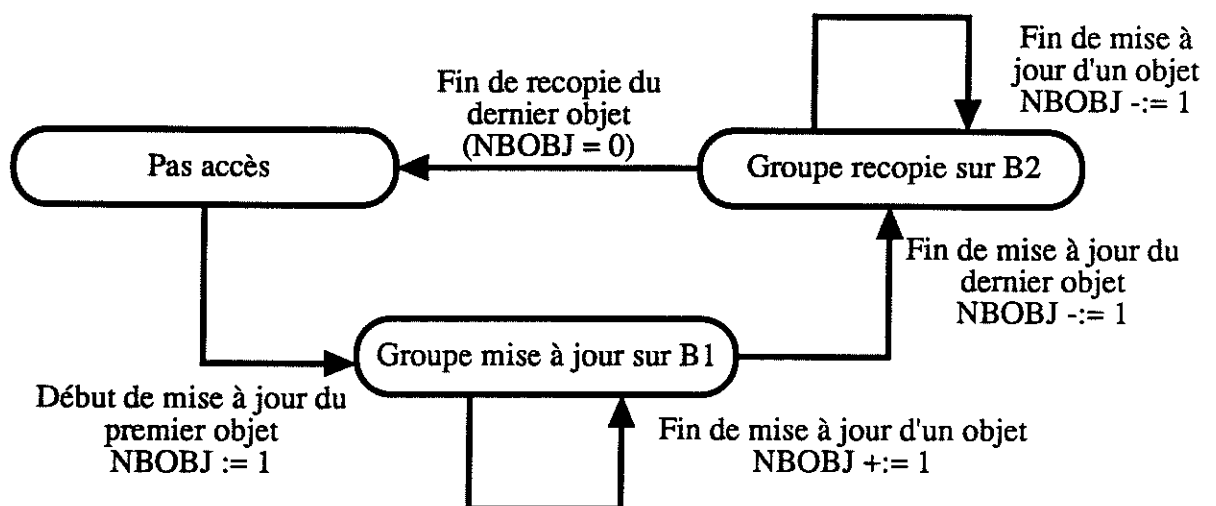 Fin de mise à
jour d'un objet
NBOBJ -:= 1
Fin de recopie du
dernier objet
(NBOBJ = 0)
Pas accès
Groupe recopie sur B2
Fin de mise à jour du
dernier objet
NBOBJ -:= 1
Groupe mise à jour sur B1
Début de mise à jour du
premier objet
NBOBJ := 1
Fin de mise à jour d'un objet
NBOBJ +:= 1